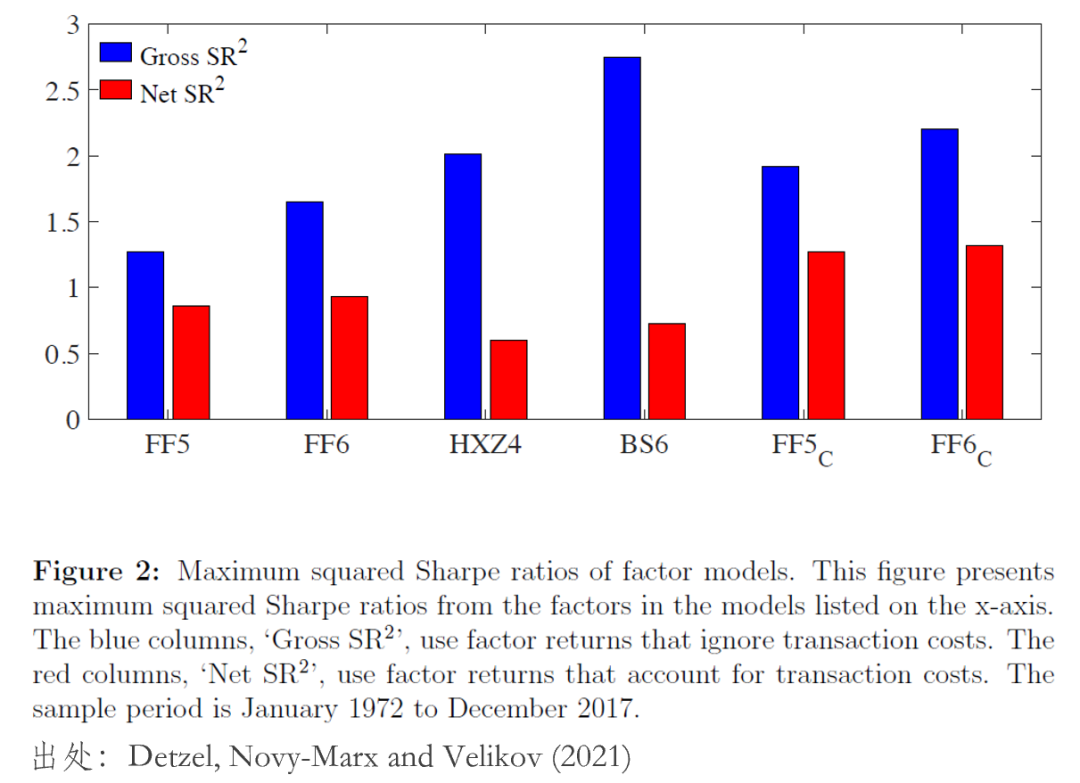 3
Gross SR²
2.5
Net SR²
2
1.5
1
0.5
0
FF5 FF6 HXZ4 BS6 FF5C FF6C
Figure 2: Maximum squared Sharpe ratios of factor models. This figure presents
maximum squared Sharpe ratios from the factors in the models listed on the x-axis.
The blue columns, ‘Gross SR²’, use factor returns that ignore transaction costs. The
red columns, ‘Net SR²’, use factor returns that account for transaction costs. The
sample period is January 1972 to December 2017.
出处：Detzel, Novy-Marx and Velikov (2021)